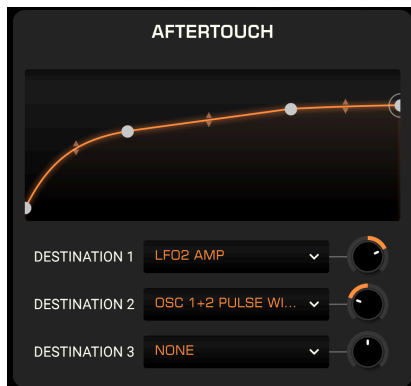 AFTERTOUCH
DESTINATION 1 LFO2 AMP
DESTINATION 2 OSC 1+2 PULSE WI...
DESTINATION 3 NONE